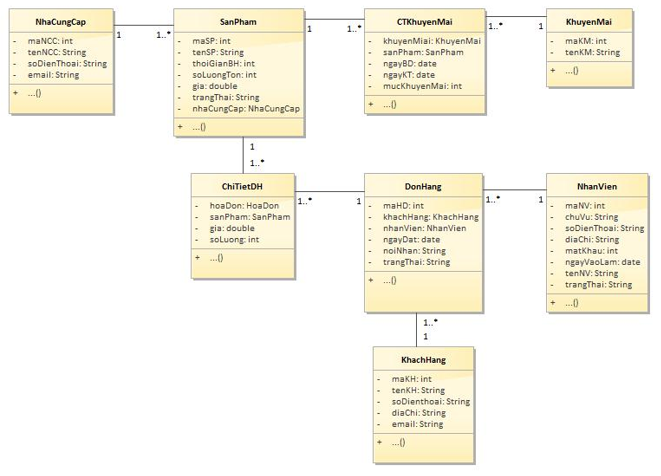 NhaCungCap
- maNCC: int
- tenNCC: String
- soDienThoai: String
- email: String
+ ...()
1
1..*
SanPham
- maSP: int
- tenSP: String
- thoiGianBH: int
- soLuongTon: int
- gia: double
- trangThai: String
- nhaCungCap: NhaCungCap
+ ...()
1
1..*
CTKhuyenMai
- khuyenMiai: KhuyenMai
- sanPham: SanPham
- ngayBD: date
- ngayKT: date
- mucKhuyenMai: int
+ ...()
1..*
1
KhuyenMai
- maKM: int
- tenKM: String
+ ...()
1
1..*
ChiTietDH
- hoaDon: HoaDon
- sanPham: SanPham
- gia: double
- soLuong: int
+ ...()
1..*
1
DonHang
- maHD: int
- khachHang: KhachHang
- nhanVien: NhanVien
- ngayDat: date
- noiNhan: String
- trangThai: String
+ ...()
1..*
1
NhanVien
- maNV: int
- chuVu: String
- soDienThoai: String
- diaChi: String
- matKhau: int
- ngayVaoLam: date
- tenNV: String
- trangThai: String
+ ...()
1..*
1
KhachHang
- maKH: int
- tenKH: String
- soDienthoai: String
- diaChi: String
- email: String
+ ...()